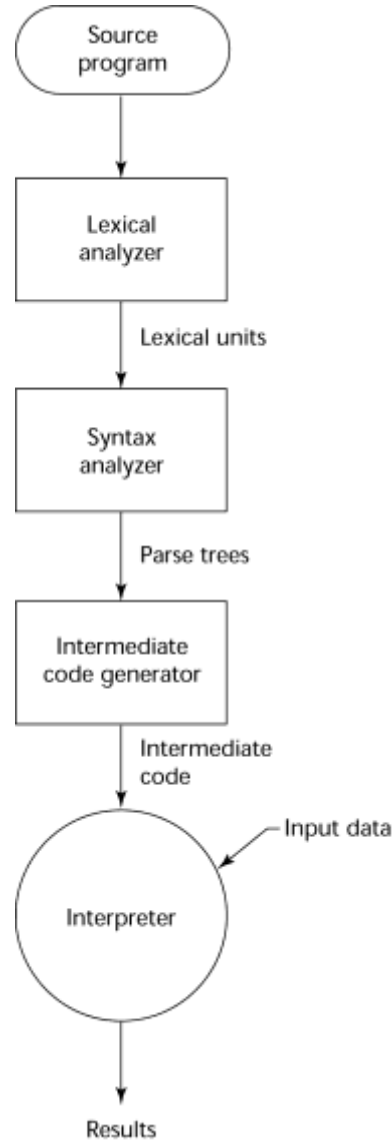 Source
program
Lexical
analyzer
Lexical units
Syntax
analyzer
Parse trees
Intermediate
code generator
Intermediate
code
Input data
Interpreter
Results